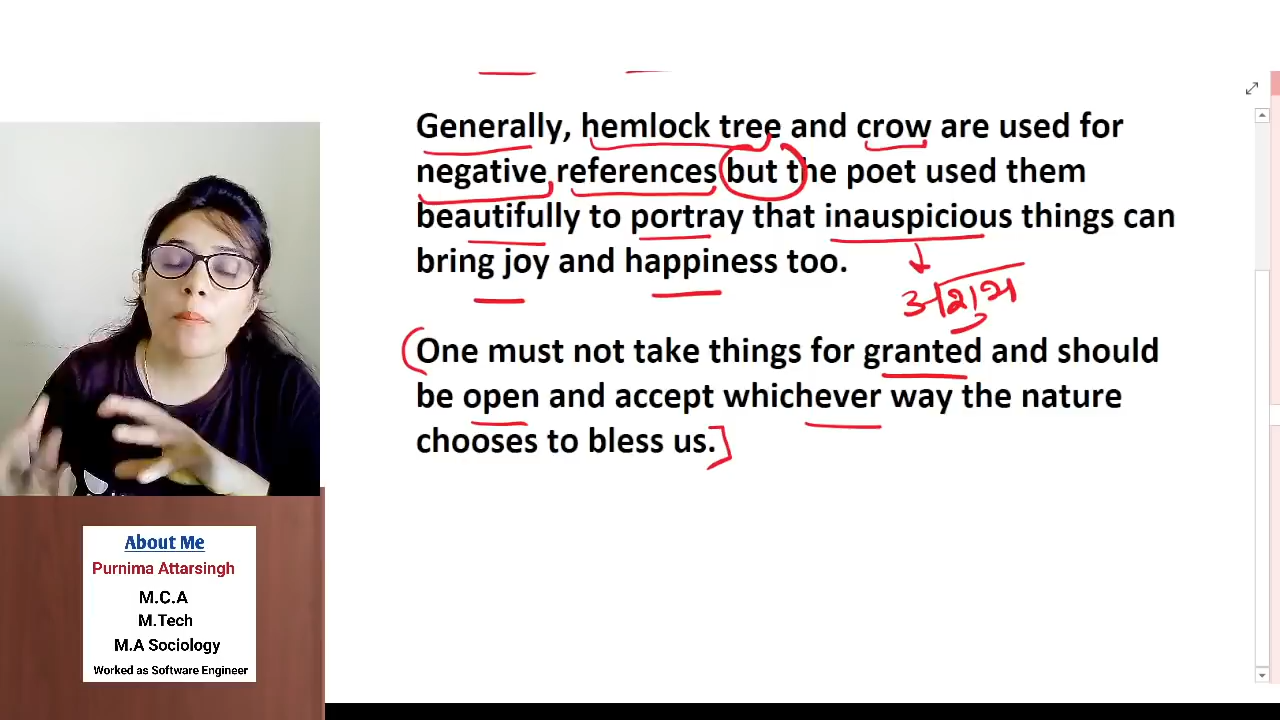 Generally, hemlock tree and crow are used for
negative references but the poet used them
beautifully to portray that inauspicious things can
bring joy and happiness too.
One must not take things for granted and should
be open and accept whichever way the nature
chooses to bless us.
About Me
Purnima Attarsingh
M.C.A
M.Tech
M.A Sociology
Worked as Software Engineer